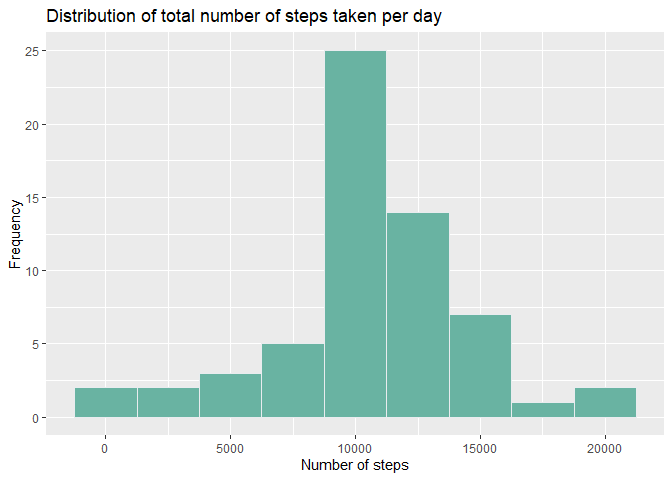 Distribution of total number of steps taken per day
25
20
15
10
5
0
Frequency
0 5000 10000 15000 20000
Number of steps